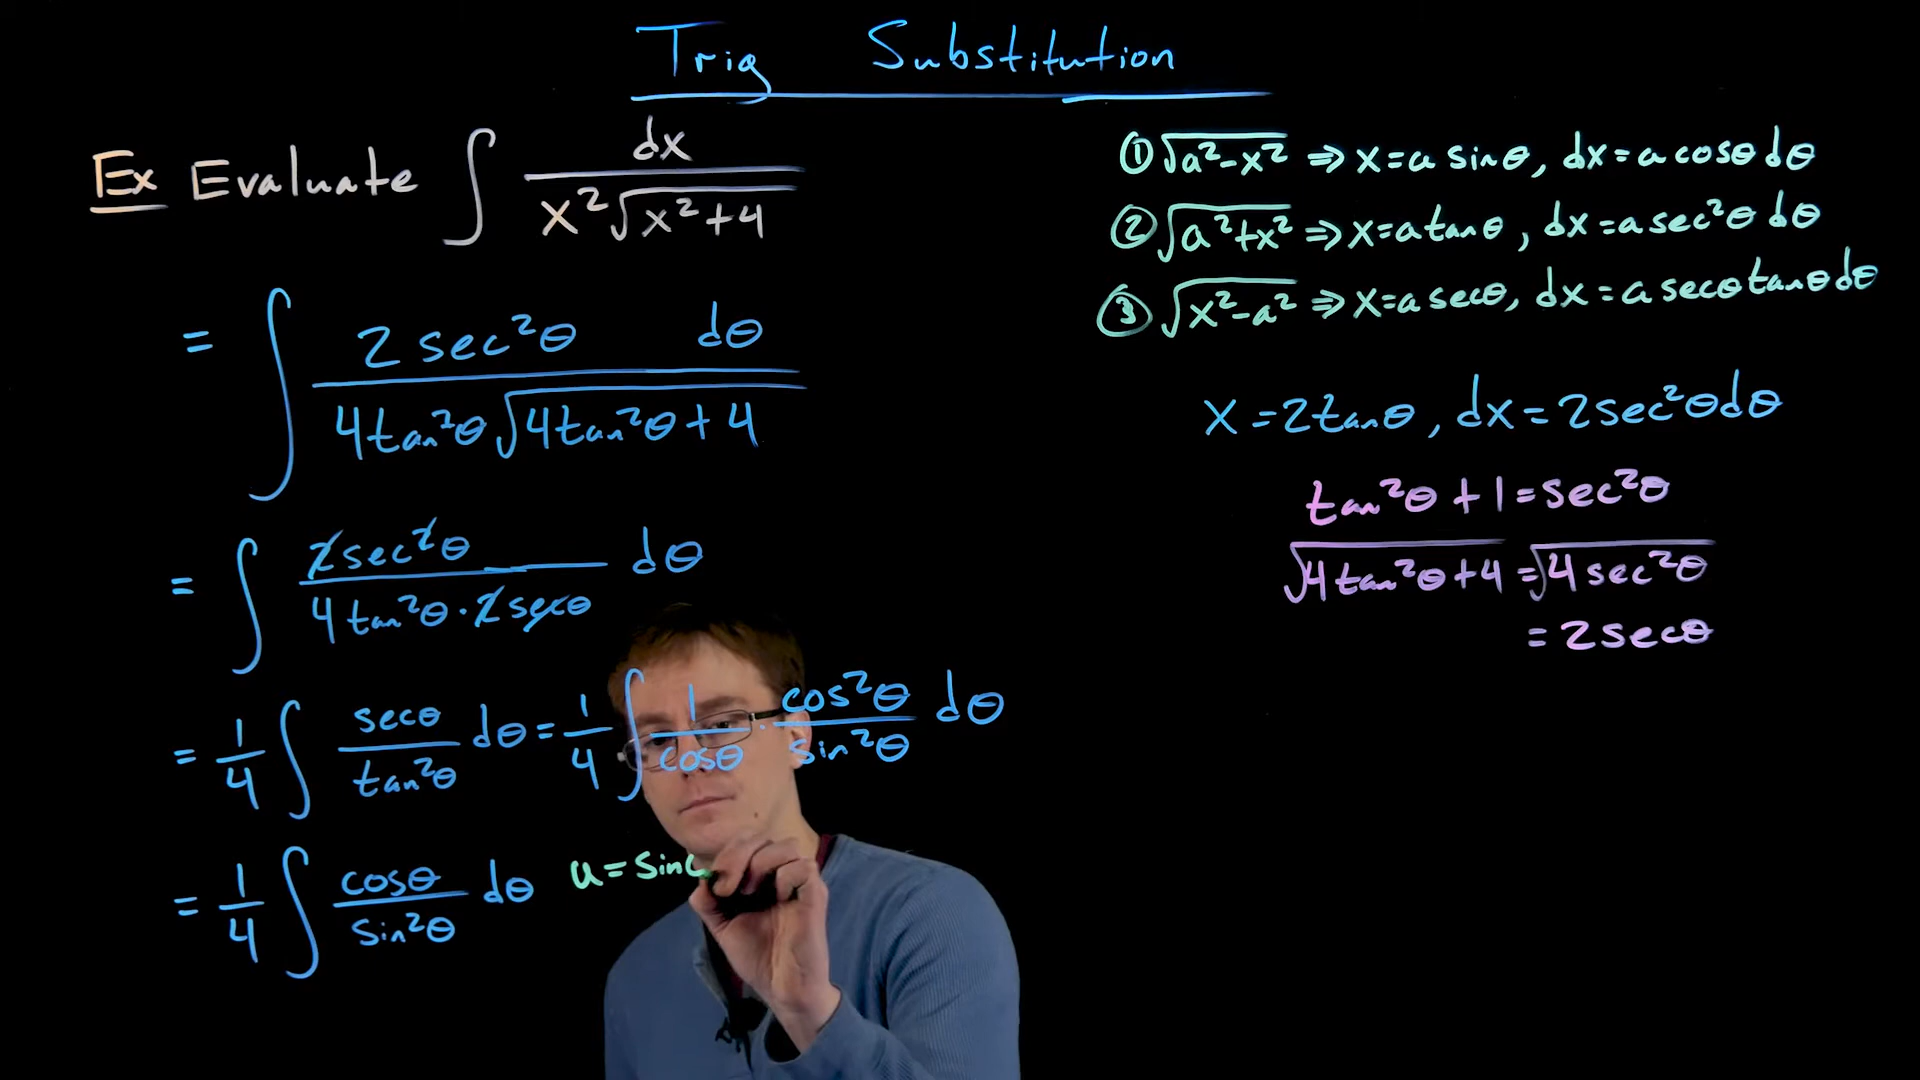 Trig Substitution
Ex Evaluate ∫ dx / (x²√(x²+4))
= ∫ 2sec²θ dθ / (4tan²θ√(4tan²θ+4))
= ∫ 2sec²θ / (4tan²θ·2secθ) dθ
= 1/4 ∫ secθ/tan²θ dθ = 1/4 ∫ 1/cosθ · cos²θ/sin²θ dθ
= 1/4 ∫ cosθ/sin²θ dθ u=sin
① √(a²-x²) ⇒ x=a sinθ, dx=a cosθ dθ
② √(a²+x²) ⇒ x=a tanθ, dx=a sec²θ dθ
③ √(x²-a²) ⇒ x=a secθ, dx=a secθ tanθ dθ
x=2tanθ, dx=2sec²θdθ
tan²θ+1=sec²θ
√(4tan²θ+4)=√(4sec²θ)
=2secθ